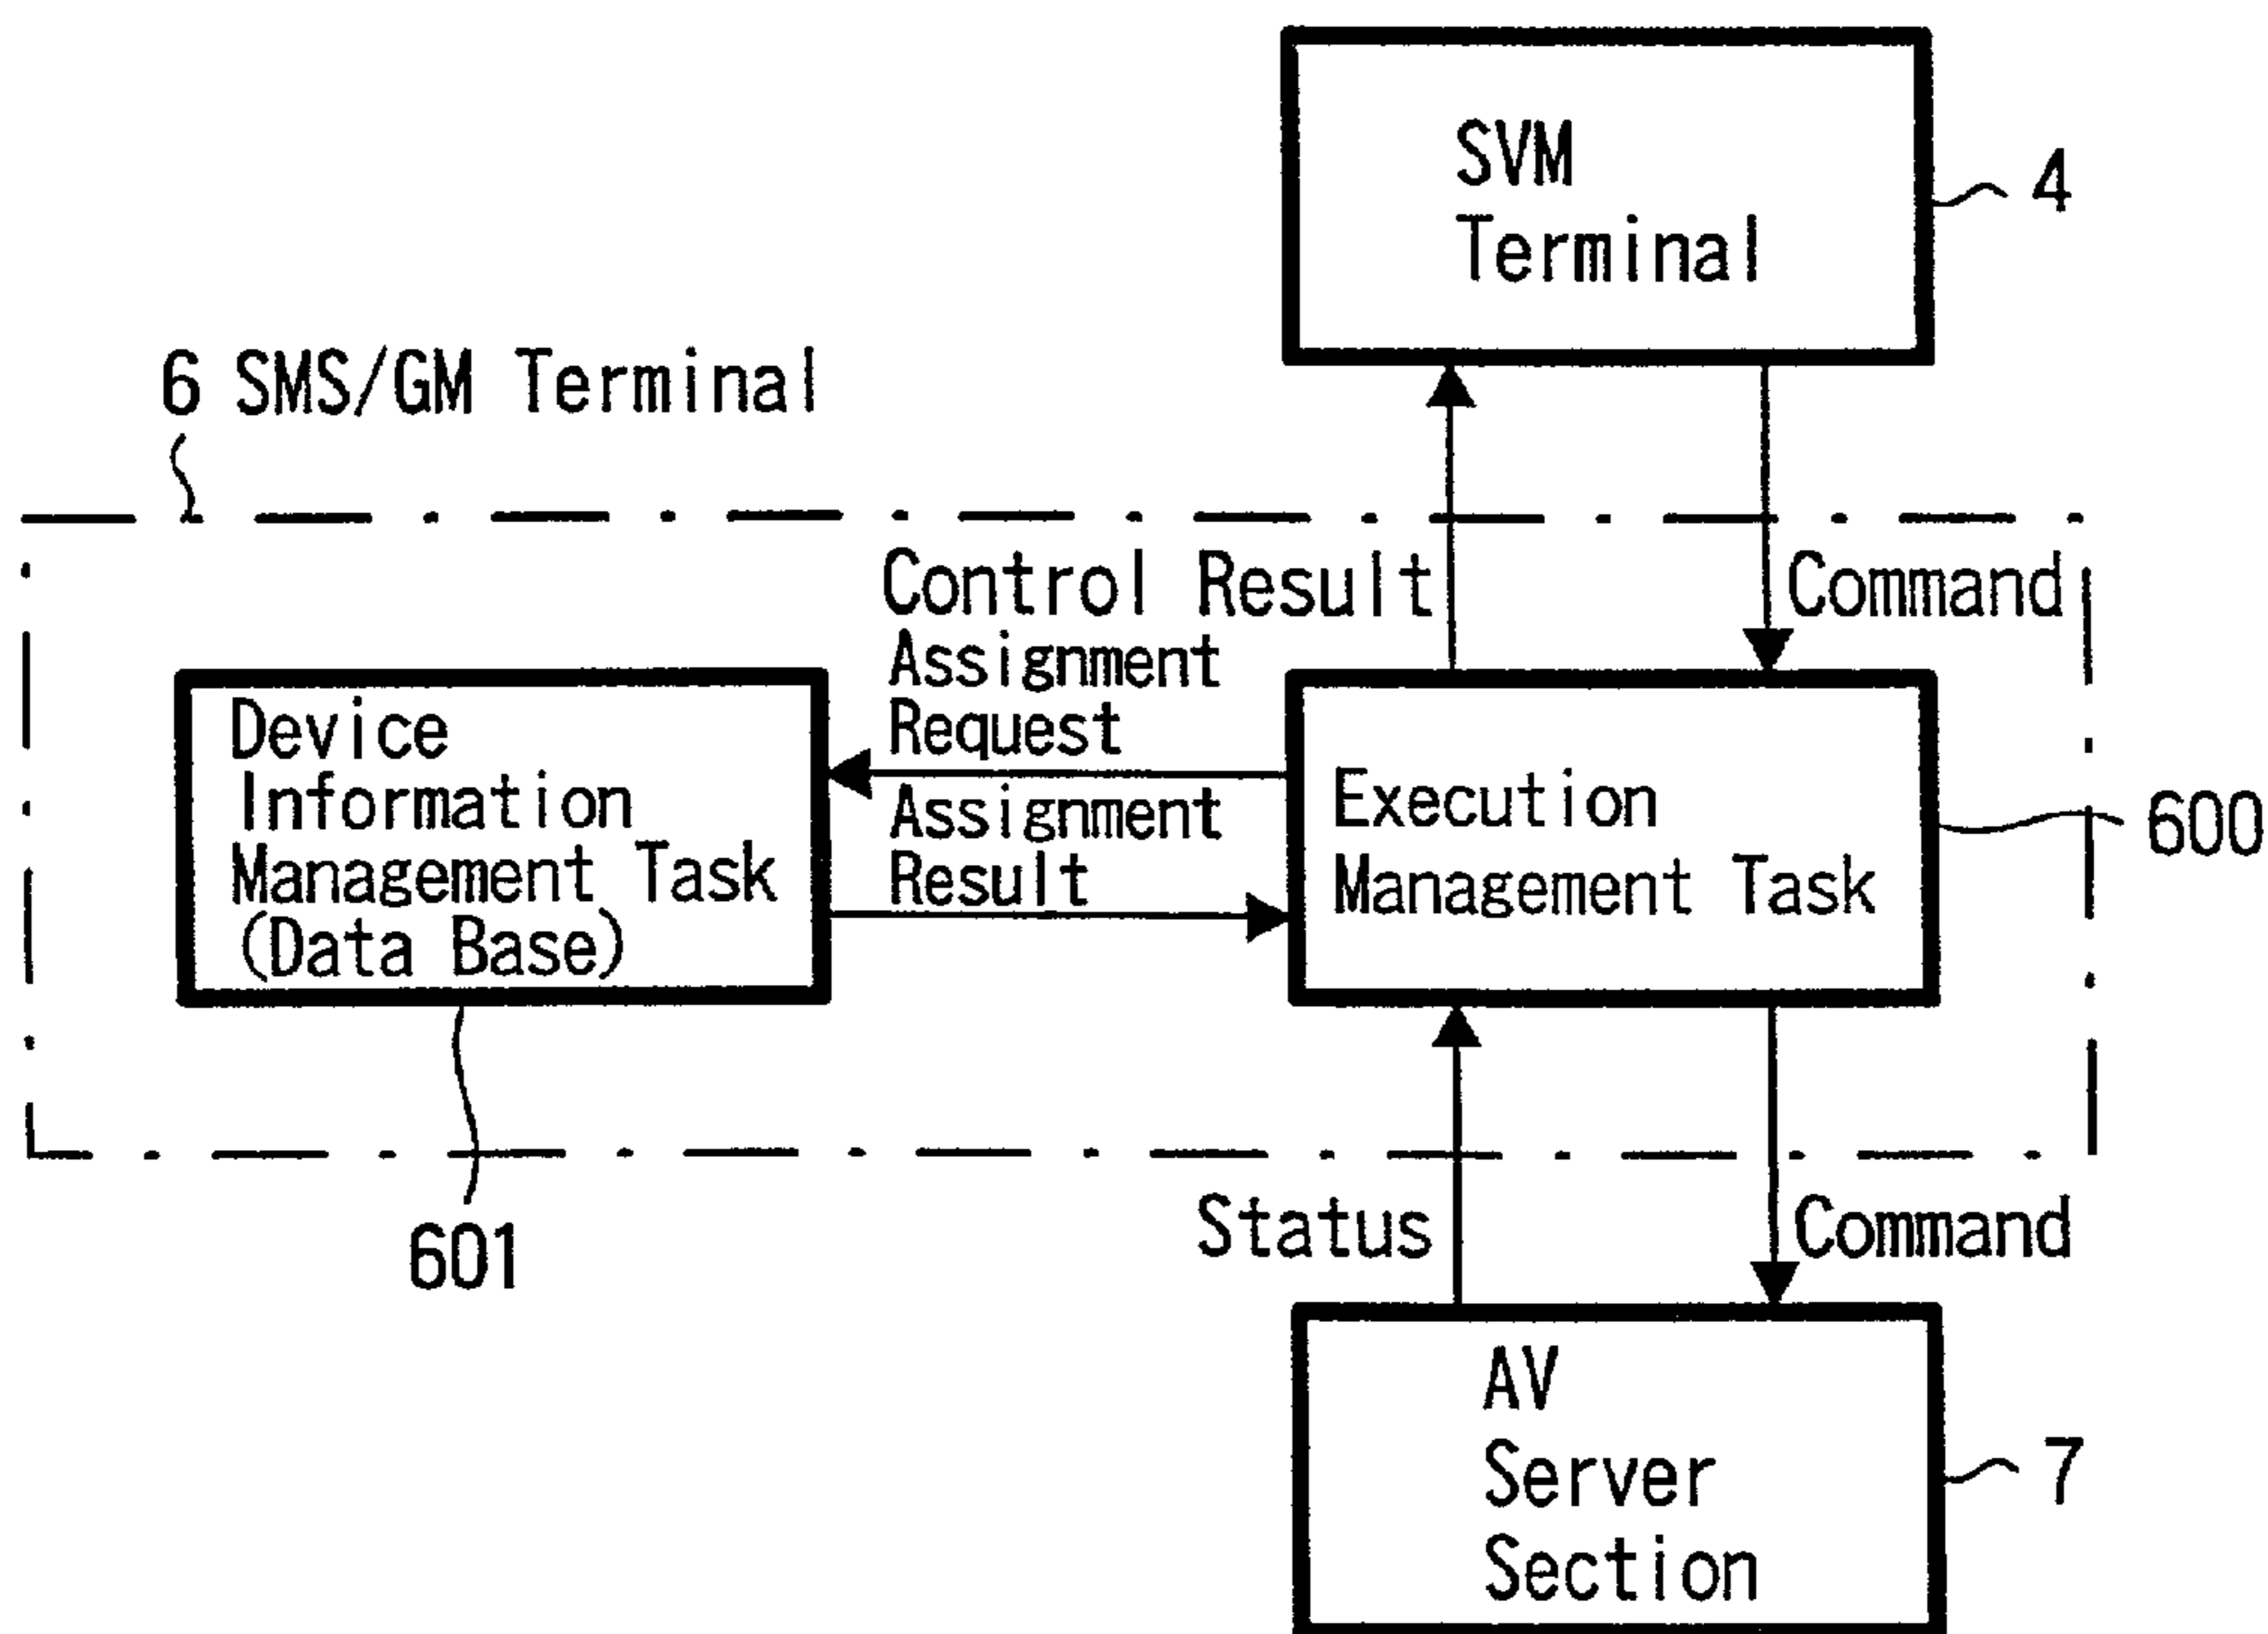 SVM
Terminal
4
6 SMS/GM Terminal
Control Result
Command
Assignment
Request
Device
Information
Management Task
(Data Base)
Assignment
Result
Execution
Management Task
600
601
Status
Command
AV
Server
Section
7